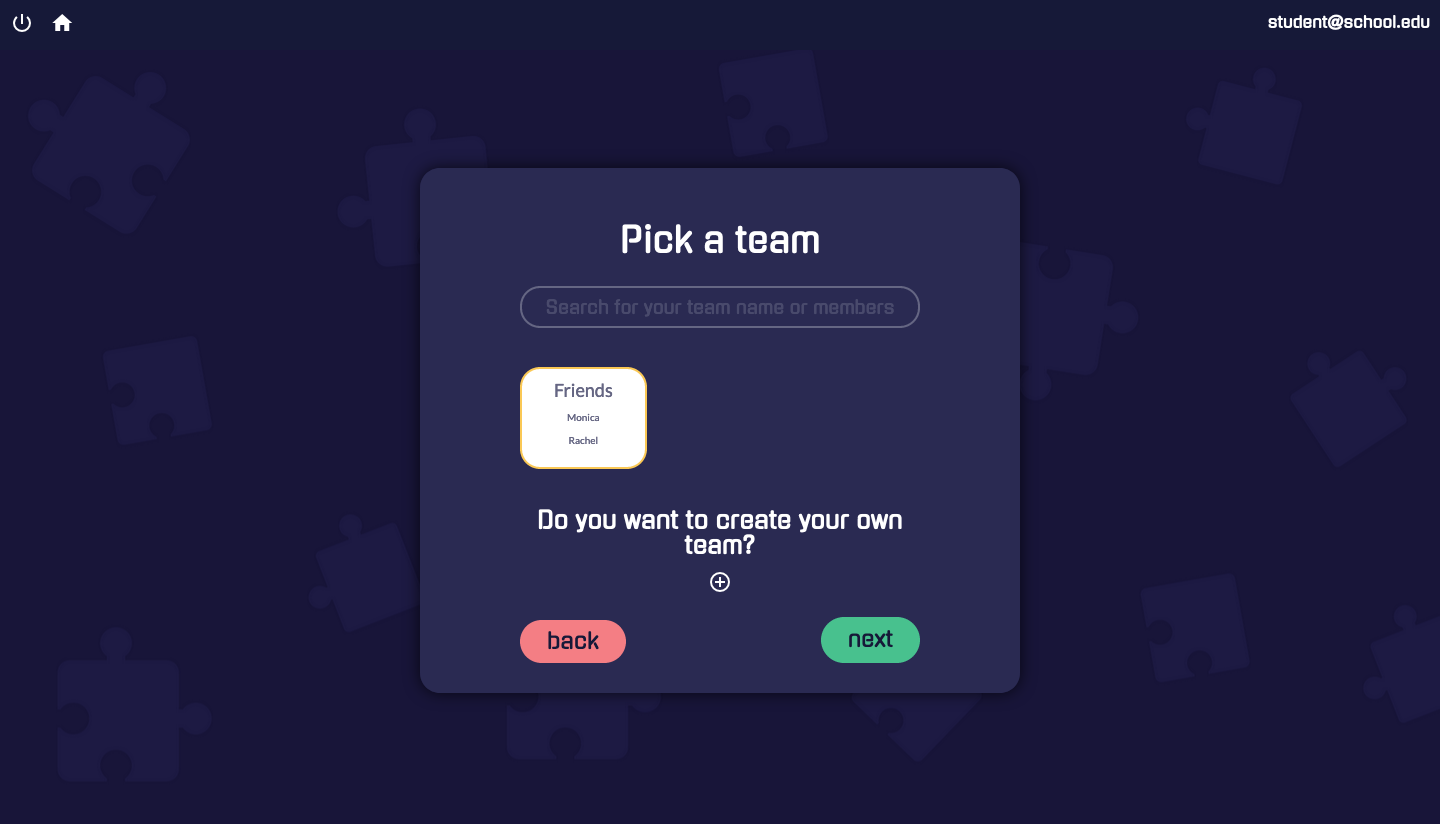 student@school.edu
Pick a team
Search for your team name or members
Friends
Monica
Rachel
Do you want to create your own
team?
back
next